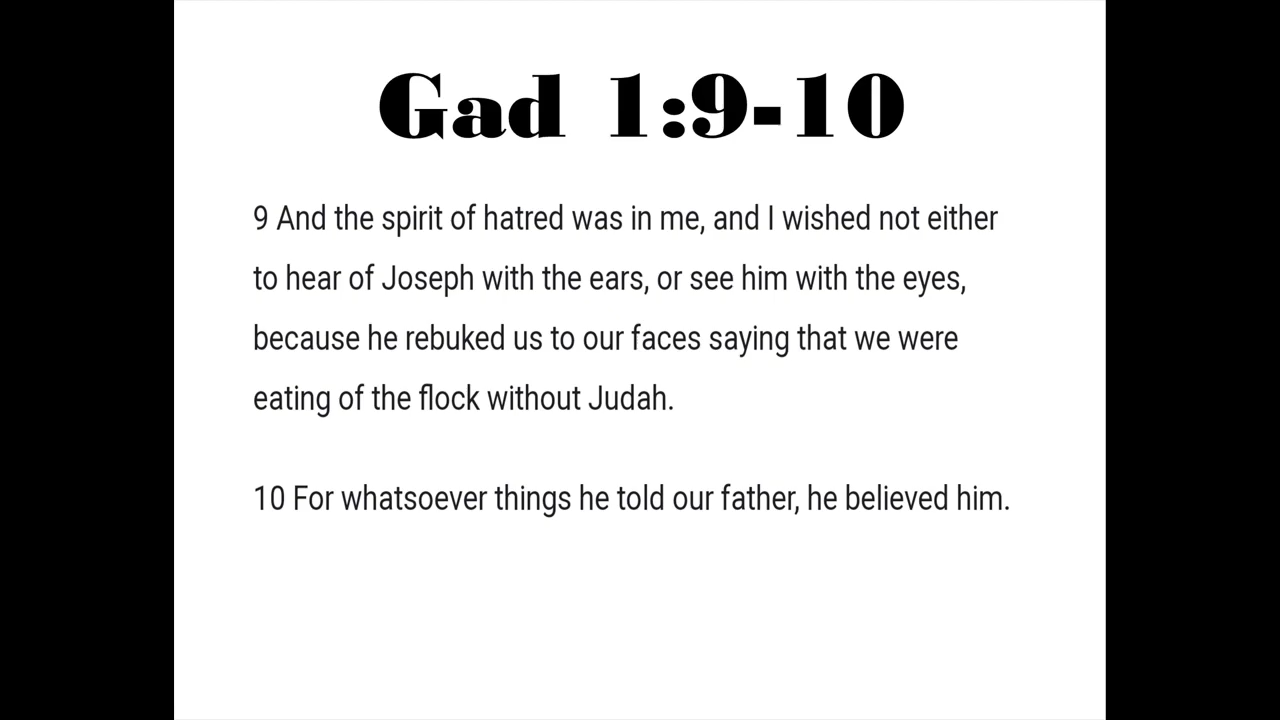 Gad 1:9-10
9 And the spirit of hatred was in me, and I wished not either
to hear of Joseph with the ears, or see him with the eyes,
because he rebuked us to our faces saying that we were
eating of the flock without Judah.
10 For whatsoever things he told our father, he believed him.